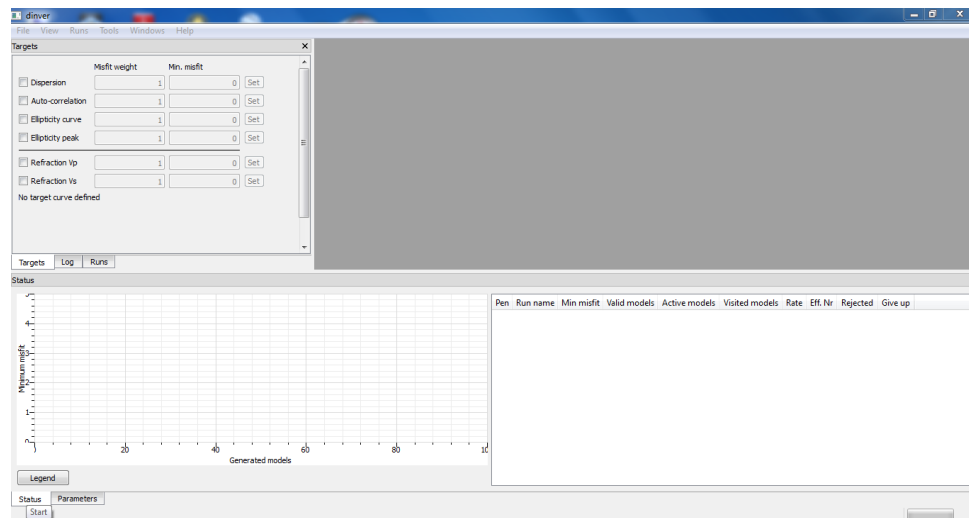 dinver
File View Runs Tools Windows Help
Targets
Misfit weight Min. misfit
Dispersion 1 0 Set
Auto-correlation 1 0 Set
Ellipticity curve 1 0 Set
Ellipticity peak 1 0 Set
Refraction Vp 1 0 Set
Refraction Vs 1 0 Set
No target curve defined
Targets Log Runs
Status
Pen Run name Min misfit Valid models Active models Visited models Rate Eff. Nr Rejected Give up
4
3
2
1
Minimum misfit
20 40 60 80
Generated models
Legend
Status Parameters
Start